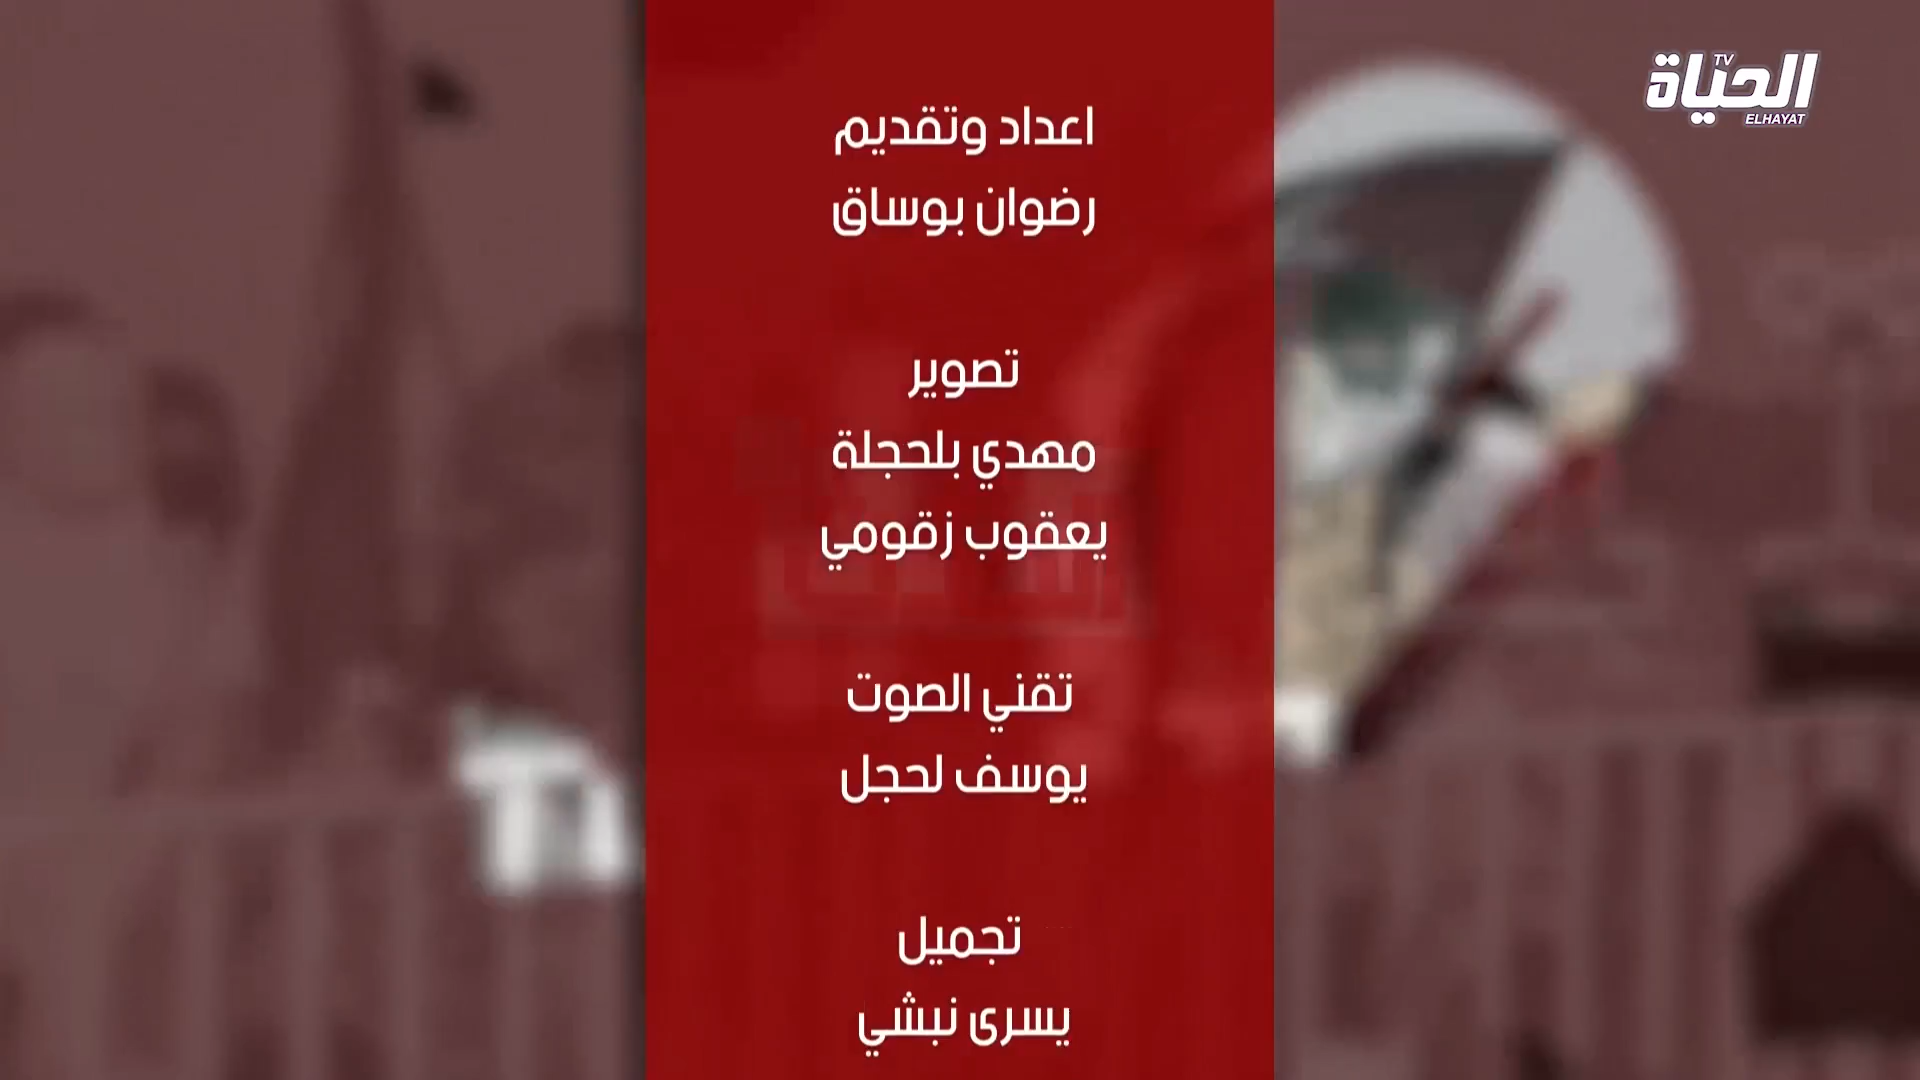 الحياة
TV
ELHAYAT
اعداد وتقديم
رضوان بوساق
تصوير
مهدي بلحجلة
يعقوب زقومي
تقني الصوت
يوسف لحجل
تجميل
يسرى نبشي